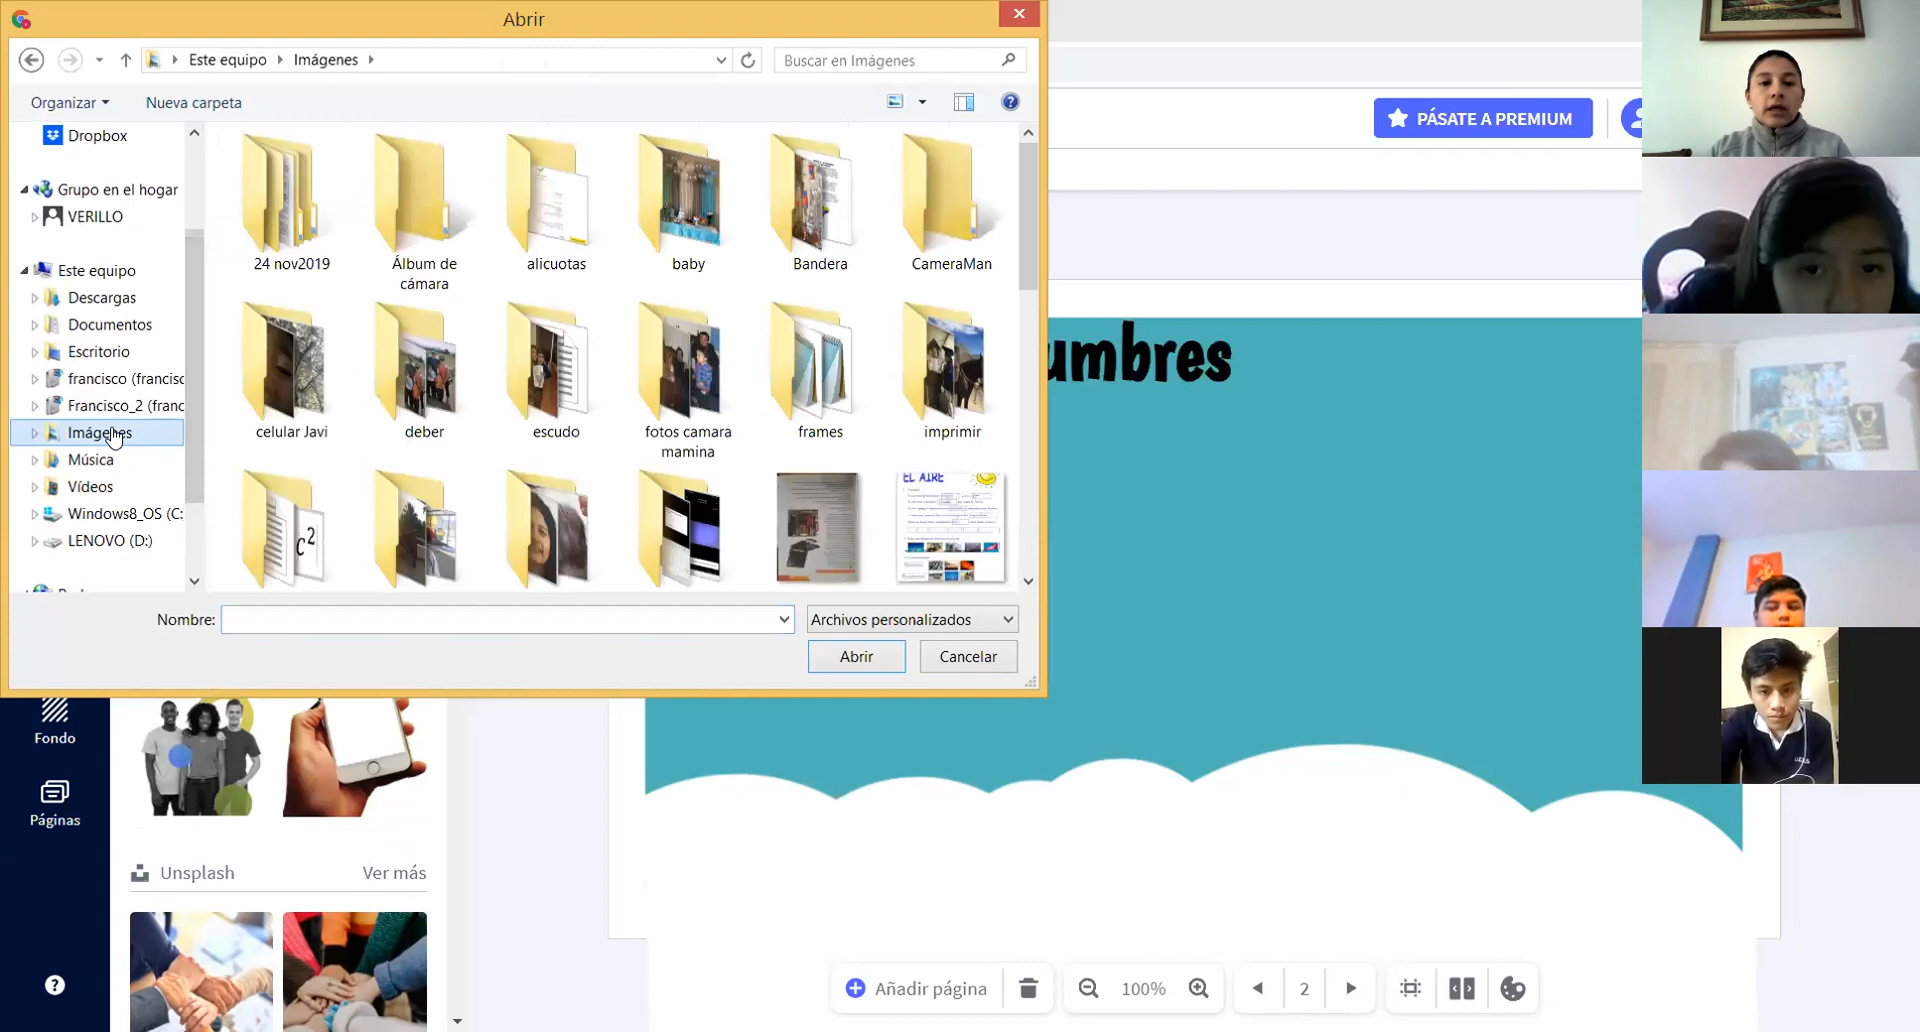 Abrir
Este equipo
Imágenes
Buscar en Imágenes
Organizar
Nueva carpeta
PÁSATE A PREMIUM
Dropbox
Grupo en el hogar
VERILLO
Este equipo
Descargas
Documentos
Escritorio
francisco (francisc
Francisco_2 (franc
Imágenes
Música
Vídeos
Windows8_OS (C:
LENOVO (D:)
24 nov2019
Álbum de
cámara
alicuotas
baby
Bandera
CameraMan
celular Javi
deber
escudo
fotos camara
mamina
frames
imprimir
c²
EL AIRE
umbres
Nombre:
Archivos personalizados
Abrir
Cancelar
Fondo
Páginas
Unsplash
Ver más
Añadir página
100%
2